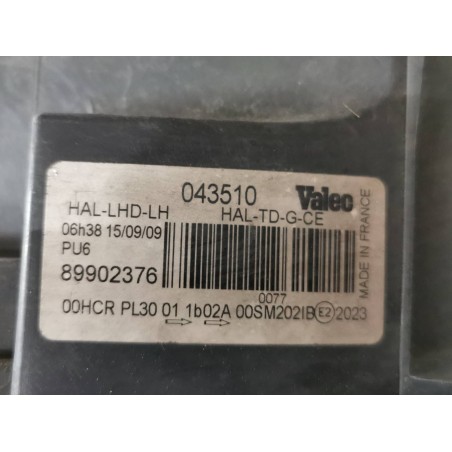 043510 Valeo
HAL-LHD-LH HAL-TD-G-CE
06h38 15/09/09
PU6
89902376
0077
00HCR PL30 01 1b02A 00SM202IB E2 2023
MADE IN FRANCE